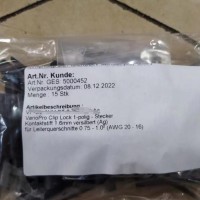 Art.Nr. Kunde:
Art.Nr. GES: 5000452
Verpackungsdatum: 08.12.2022
Menge : 15 Stk
Artikelbeschreibung :
VarioPro Clip Lock 1-polig - Stecker
Kontaktstift 1.6mm versilbert (Ag)
für Leiterquerschnitte 0.75 - 1.0² (AWG 20 - 16)